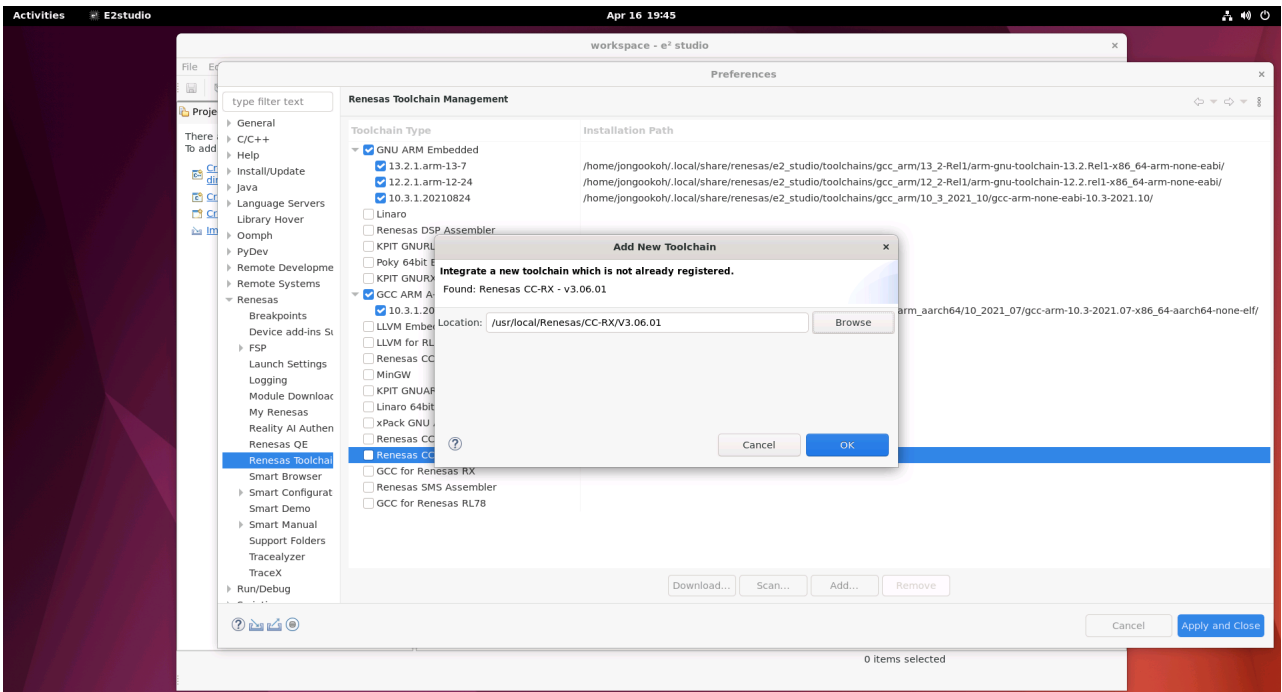 Activities E2studio Apr 16 19:45
workspace - e² studio ×
File
Preferences ×
type filter text
Renesas Toolchain Management
Toolchain Type Installation Path
General
C/C++
Help
Install/Update
Java
Language Servers
Library Hover
Oomph
PyDev
Remote Developme
Remote Systems
Renesas
Breakpoints
Device add-ins
FSP
Launch Settings
Logging
Module Downloac
My Renesas
Reality AI Authen
Renesas QE
Renesas Toolchai
Smart Browser
Smart Configurat
Smart Demo
Smart Manual
Support Folders
Tracealyzer
TraceX
Run/Debug
Proje
There
To add
Cr
Cr
Cr
Im
GNU ARM Embedded
13.2.1.arm-13-7 /home/jongookoh/.local/share/renesas/e2_studio/toolchains/gcc_arm/13_2-Rel1/arm-gnu-toolchain-13.2.Rel1-x86_64-arm-none-eabi/
12.2.1.arm-12-24 /home/jongookoh/.local/share/renesas/e2_studio/toolchains/gcc_arm/12_2-Rel1/arm-gnu-toolchain-12.2.rel1-x86_64-arm-none-eabi/
10.3.1.20210824 /home/jongookoh/.local/share/renesas/e2_studio/toolchains/gcc_arm/10_3_2021_10/gcc-arm-none-eabi-10.3-2021.10/
Linaro
Renesas DSP Assembler
KPIT GNURL
Poky 64bit
KPIT GNURX
GCC ARM A-
10.3.1.20 arm_aarch64/10_2021_07/gcc-arm-10.3-2021.07-x86_64-aarch64-none-elf/
LLVM Embe
LLVM for RL
Renesas CC
MinGW
KPIT GNUAR
Linaro 64bit
xPack GNU
Renesas CC
Renesas CC
GCC for Renesas RX
Renesas SMS Assembler
GCC for Renesas RL78
Add New Toolchain ×
Integrate a new toolchain which is not already registered.
Found: Renesas CC-RX - v3.06.01
Location: /usr/local/Renesas/CC-RX/V3.06.01 Browse
? Cancel OK
Download... Scan... Add... Remove
? Cancel Apply and Close
0 items selected